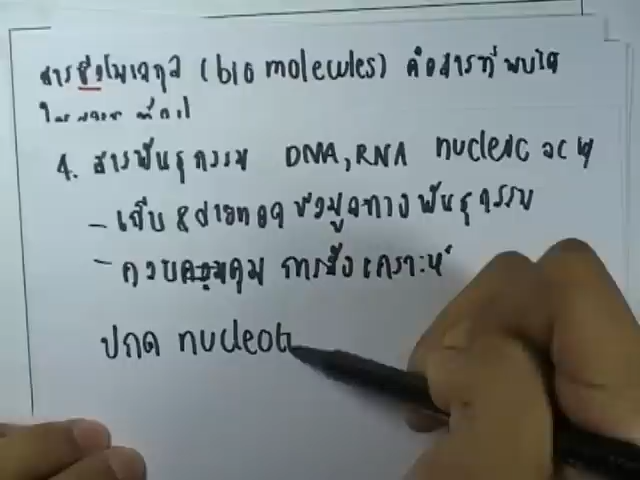 สารชีวโมเลกุล (bio molecules) คือสารที่พบได้
ใน
4. สารพันธุกรรม DNA, RNA nucleic acid
- เก็บ & ถ่ายทอด ข้อมูลทางพันธุกรรม
- ควบคุม การสังเคราะห์
nucleot